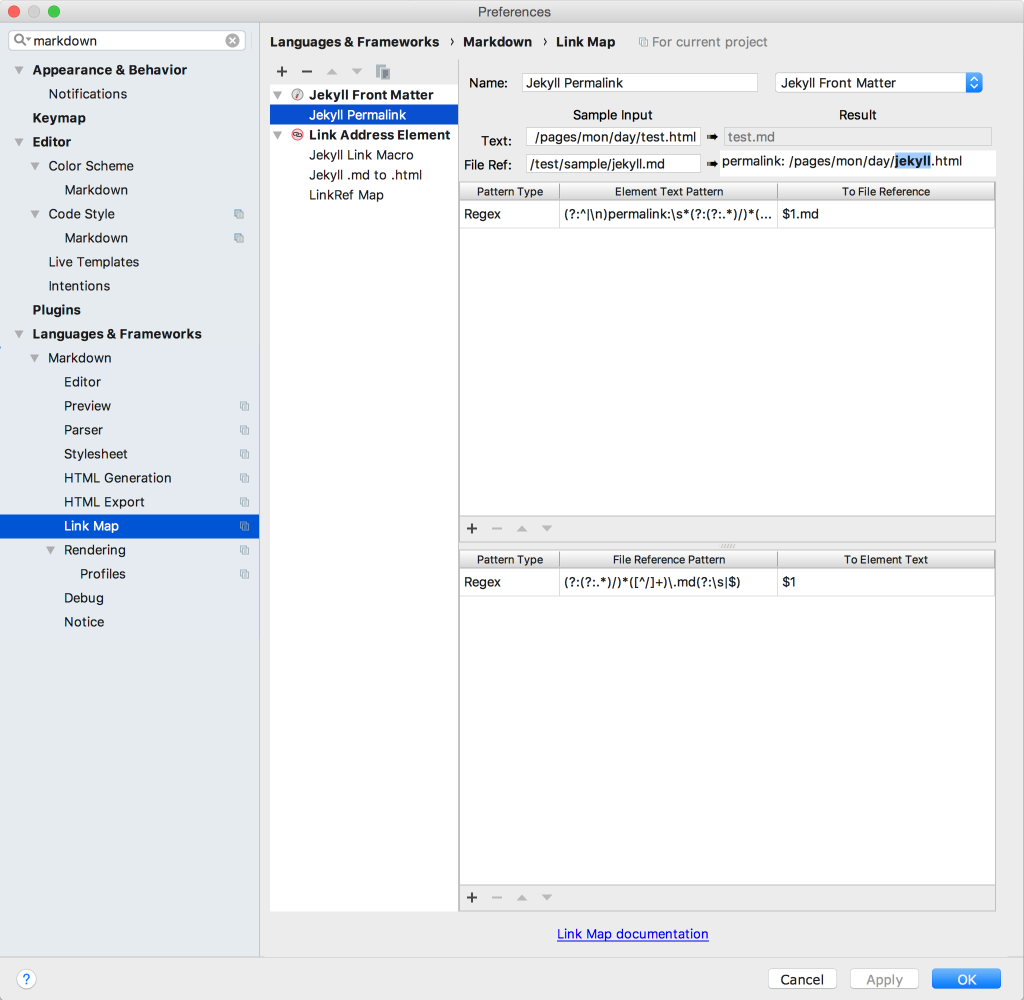 Preferences
markdown
Appearance & Behavior
Notifications
Keymap
Editor
Color Scheme
Markdown
Code Style
Markdown
Live Templates
Intentions
Plugins
Languages & Frameworks
Markdown
Editor
Preview
Parser
Stylesheet
HTML Generation
HTML Export
Link Map
Rendering
Profiles
Debug
Notice
Languages & Frameworks › Markdown › Link Map For current project
Jekyll Front Matter
Jekyll Permalink
Link Address Element
Jekyll Link Macro
Jekyll .md to .html
LinkRef Map
Name: Jekyll Permalink Jekyll Front Matter
Sample Input Result
Text: /pages/mon/day/test.html ➠ test.md
File Ref: /test/sample/jekyll.md ➠ permalink: /pages/mon/day/jekyll.html
Pattern Type Element Text Pattern To File Reference
Regex (?:^|\n)permalink:\s*(?:(?:.*)/)*(... $1.md
Pattern Type File Reference Pattern To Element Text
Regex (?:(?:.*)/)*([^/]+)\.md(?:\s|$) $1
Link Map documentation
? Cancel Apply OK